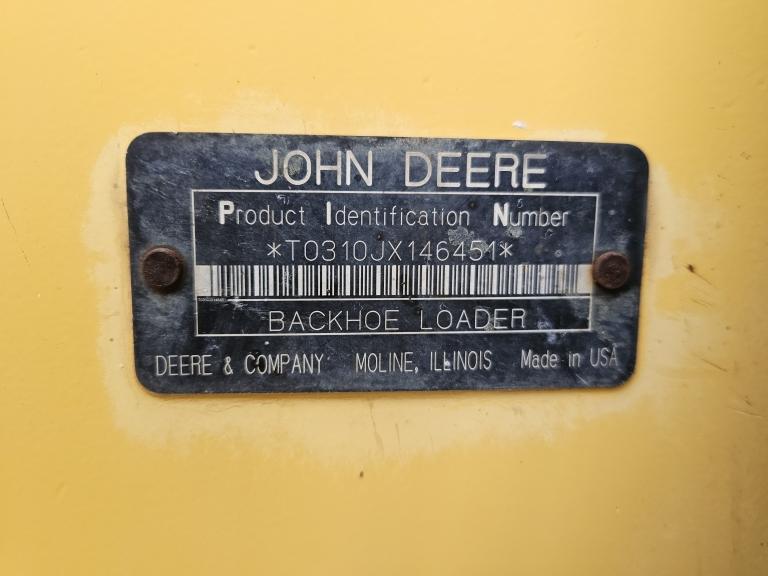 JOHN DEERE
Product Identification Number
*T0310JX146451*
BACKHOE LOADER
DEERE & COMPANY MOLINE, ILLINOIS Made in USA